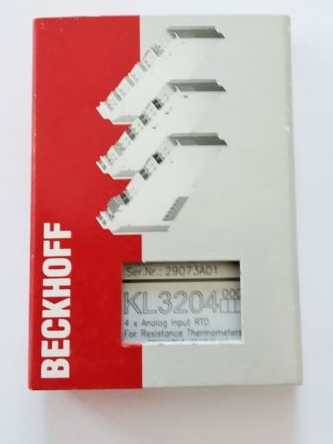 BECKHOFF
Ser.Nr.: 29073A01
KL3204
4 x Analog Input RTD
For Resistance Thermometers